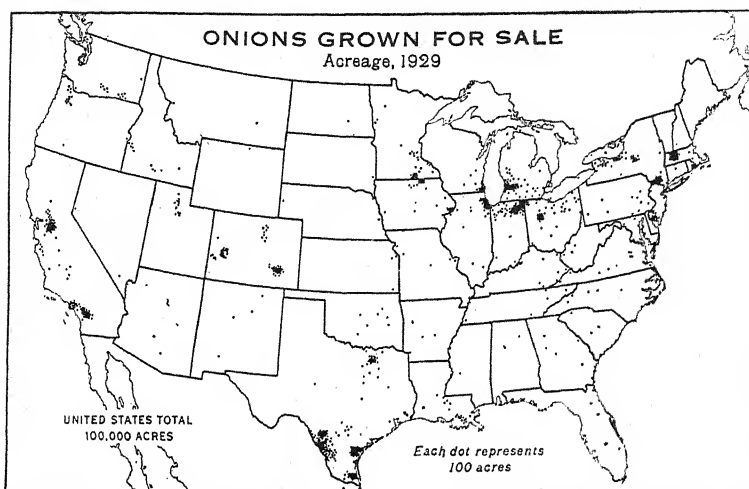 ONIONS GROWN FOR SALE
Acreage, 1929
UNITED STATES TOTAL
100,000 ACRES
Each dot represents
100 acres